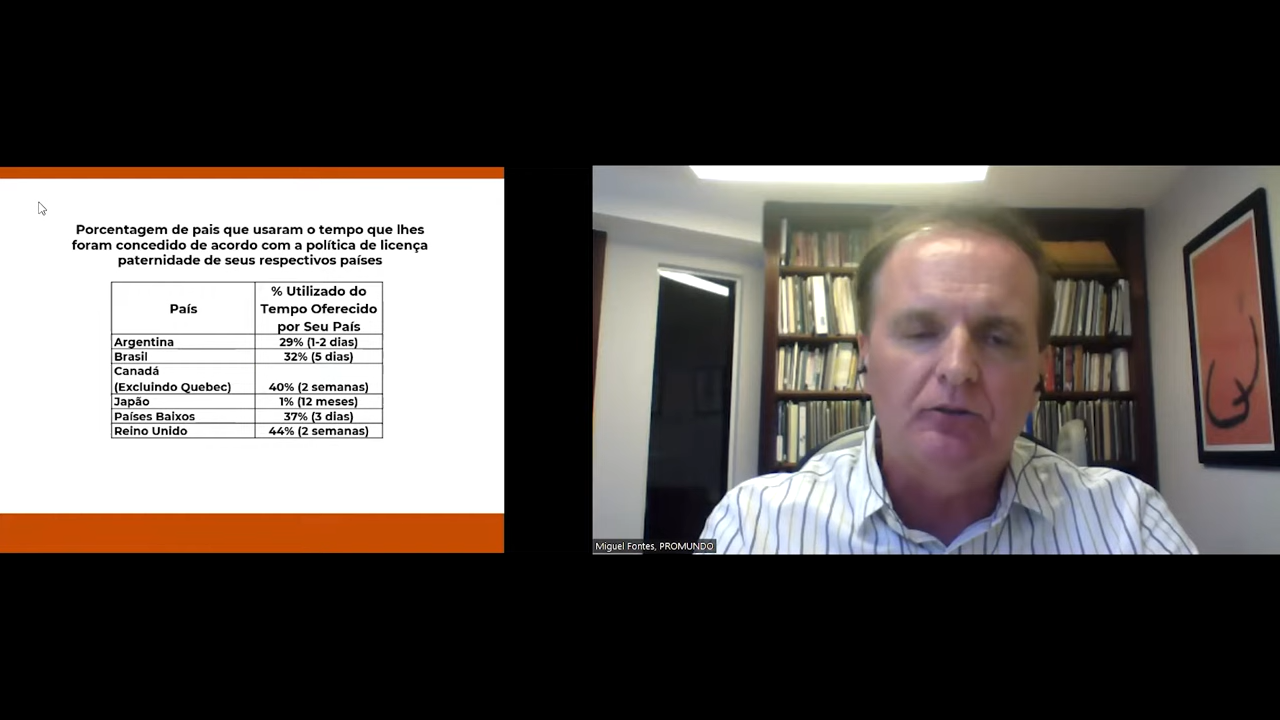 Porcentagem de pais que usaram o tempo que lhes
foram concedido de acordo com a política de licença
paternidade de seus respectivos países
País
% Utilizado do
Tempo Oferecido
por Seu País
Argentina 29% (1-2 dias)
Brasil 32% (5 dias)
Canadá
(Excluindo Quebec) 40% (2 semanas)
Japão 1% (12 meses)
Países Baixos 37% (3 dias)
Reino Unido 44% (2 semanas)
Miguel Fontes, PROMUNDO